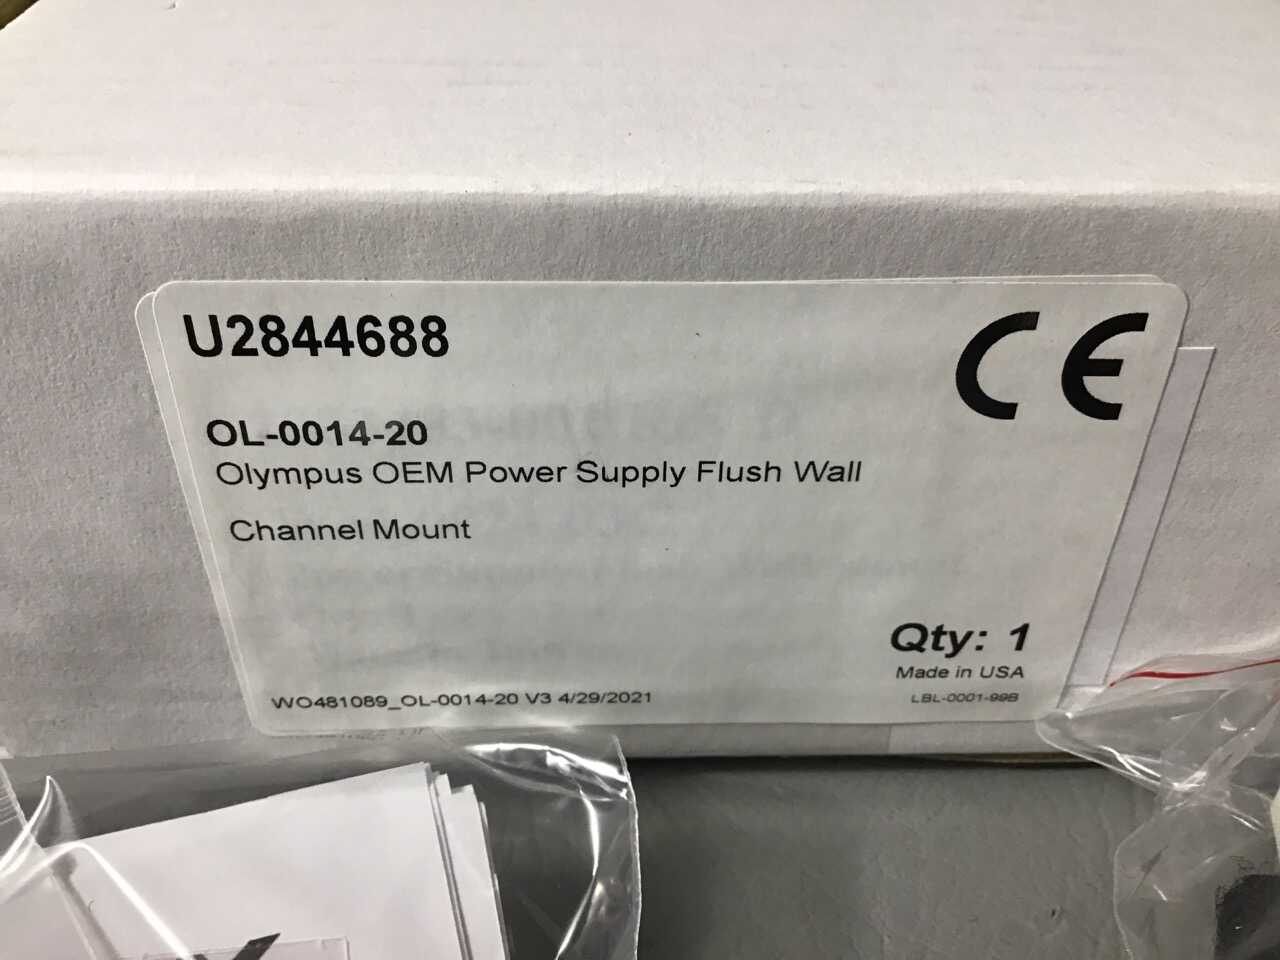 U2844688
CE
OL-0014-20
Olympus OEM Power Supply Flush Wall
Channel Mount
Qty: 1
Made in USA
WO481089_OL-0014-20 V3 4/29/2021
LBL-0001-99B